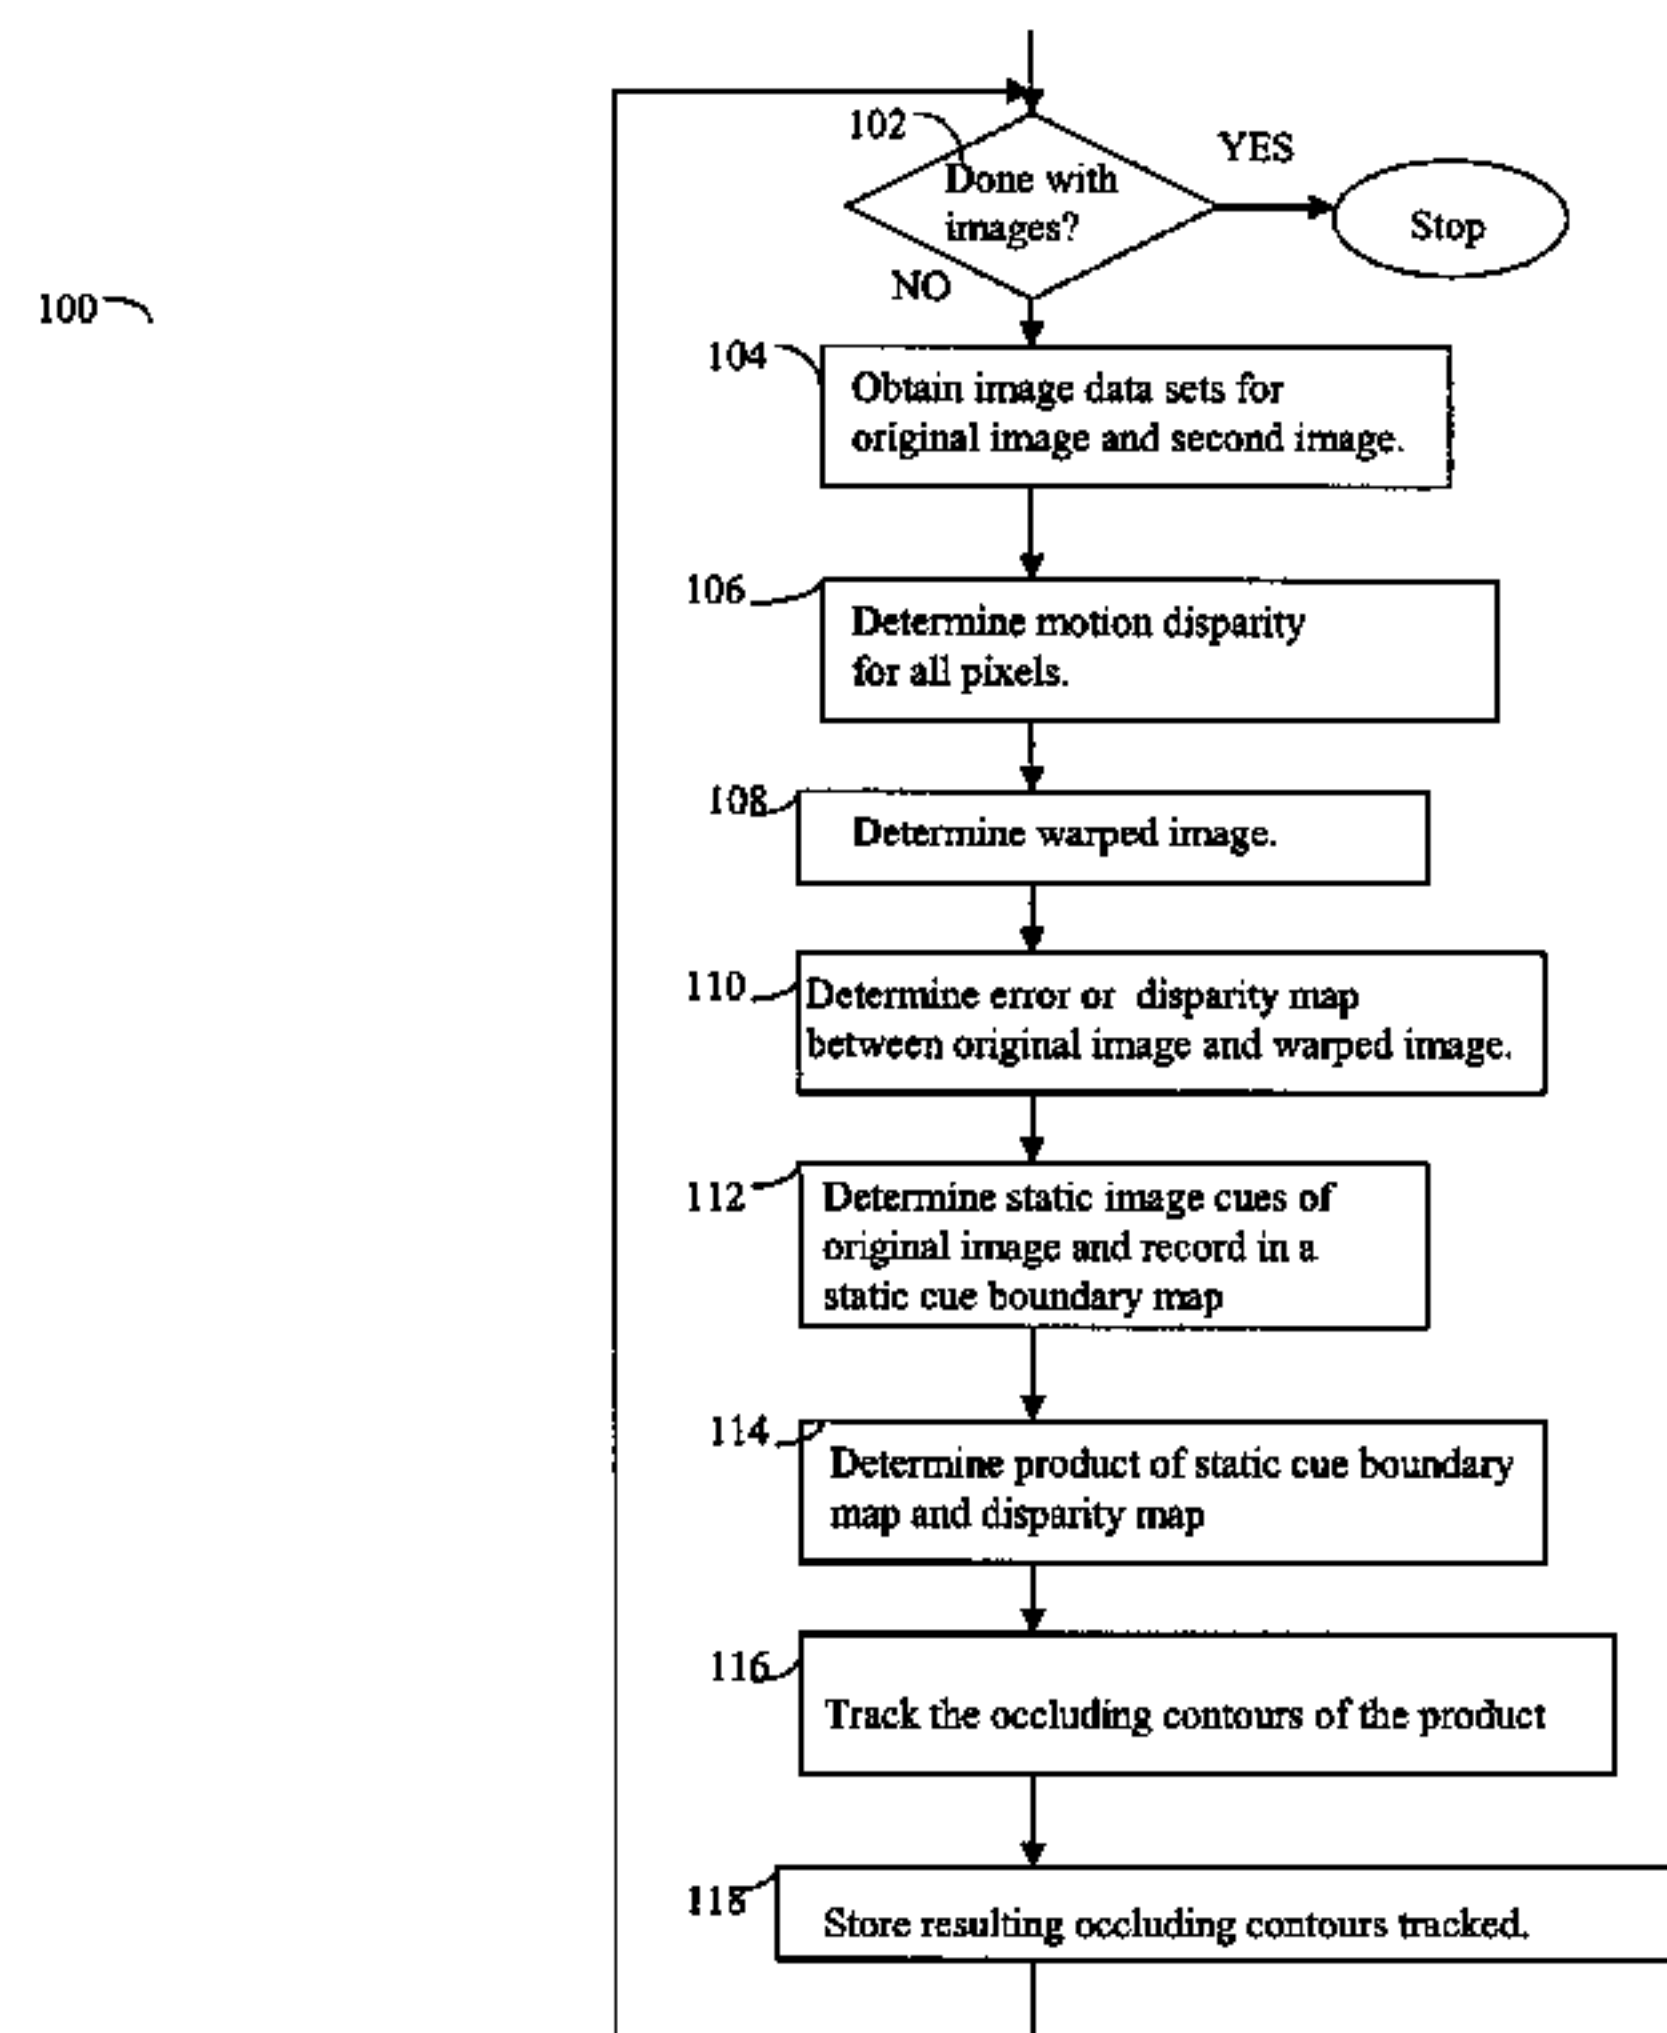 102
Done with
images?
YES
Stop
NO
100
104
Obtain image data sets for
original image and second image.
106
Determine motion disparity
for all pixels.
108
Determine warped image.
110
Determine error or disparity map
between original image and warped image.
112
Determine static image cues of
original image and record in a
static cue boundary map
114
Determine product of static cue boundary
map and disparity map
116
Track the occluding contours of the product
118
Store resulting occluding contours tracked.